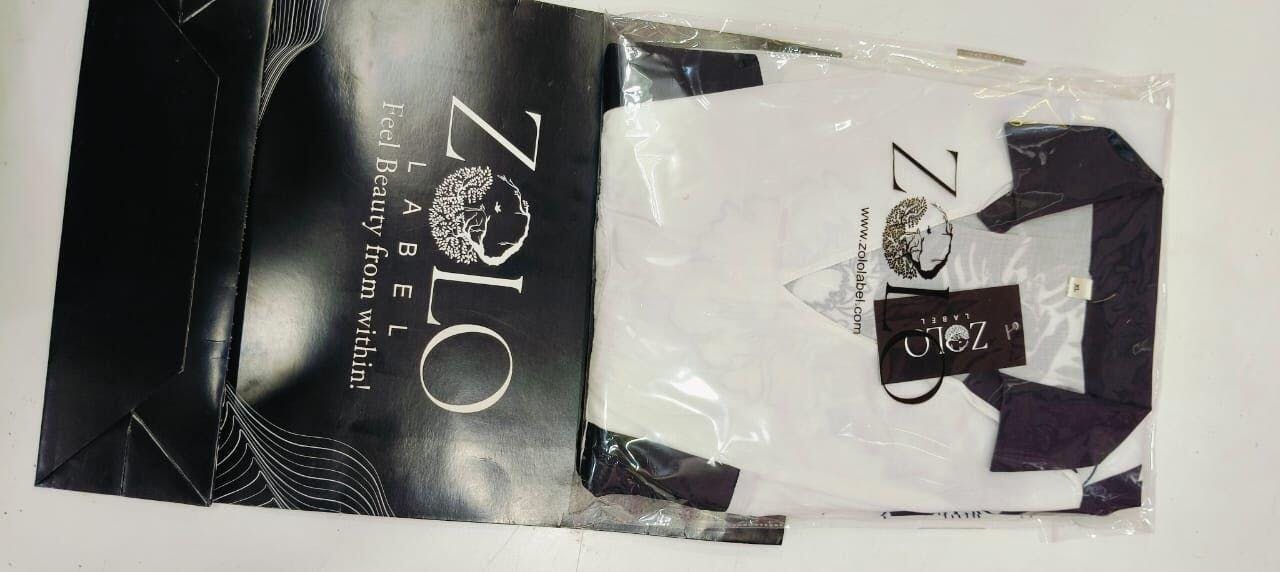 ZOLO
LABEL
Feel Beauty from within!
ZOLO
www.zololabel.com
ZOLO
LABEL
XL